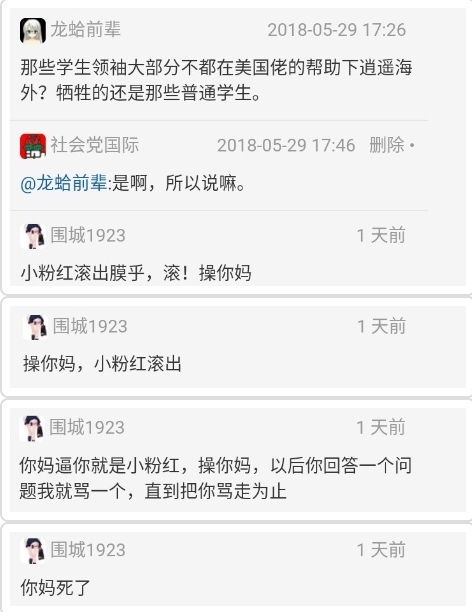 龙蛤前辈 2018-05-29 17:26
那些学生领袖大部分不都在美国佬的帮助下逍遥海
外？牺牲的还是那些普通学生。
社会党国际 2018-05-29 17:46 删除 •
@龙蛤前辈:是啊，所以说嘛。
围城1923 1 天前
小粉红滚出膜乎，滚！操你妈
围城1923 1 天前
操你妈，小粉红滚出
围城1923 1 天前
你妈逼你就是小粉红，操你妈，以后你回答一个问
题我就骂一个，直到把你骂走为止
围城1923 1 天前
你妈死了